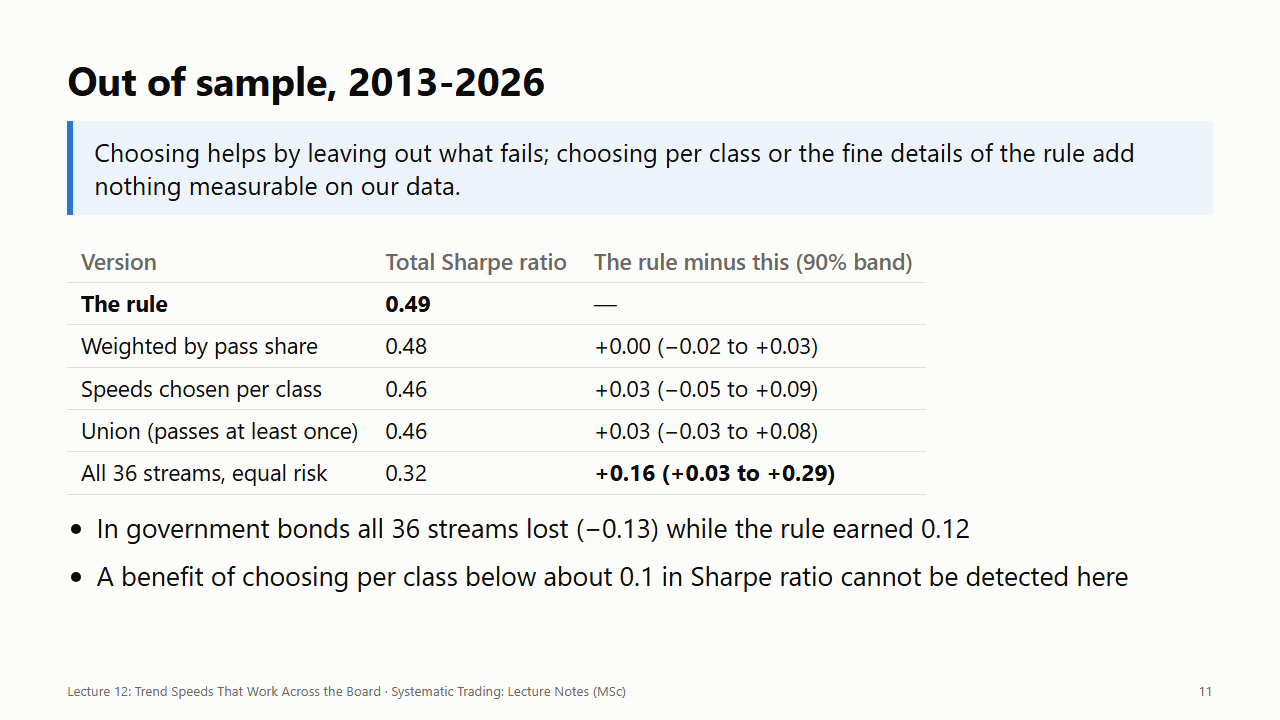 Out of sample, 2013-2026
Choosing helps by leaving out what fails; choosing per class or the fine details of the rule add
nothing measurable on our data.
Version Total Sharpe ratio The rule minus this (90% band)
The rule 0.49 —
Weighted by pass share 0.48 +0.00 (−0.02 to +0.03)
Speeds chosen per class 0.46 +0.03 (−0.05 to +0.09)
Union (passes at least once) 0.46 +0.03 (−0.03 to +0.08)
All 36 streams, equal risk 0.32 +0.16 (+0.03 to +0.29)
• In government bonds all 36 streams lost (−0.13) while the rule earned 0.12
• A benefit of choosing per class below about 0.1 in Sharpe ratio cannot be detected here
Lecture 12: Trend Speeds That Work Across the Board · Systematic Trading: Lecture Notes (MSc) 11